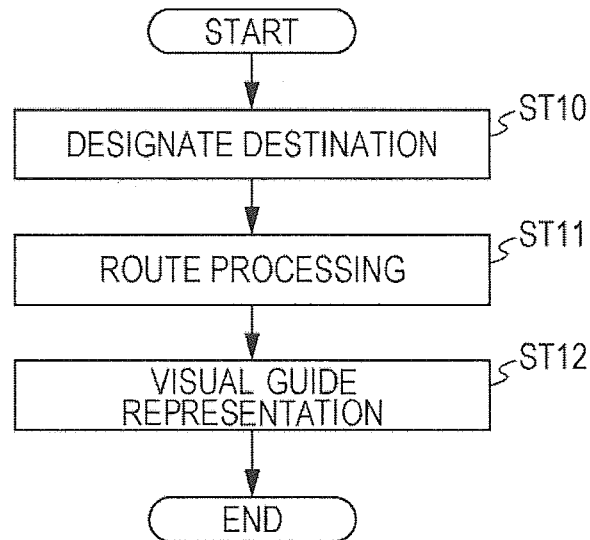 START
ST10
DESIGNATE DESTINATION
ST11
ROUTE PROCESSING
ST12
VISUAL GUIDE
REPRESENTATION
END